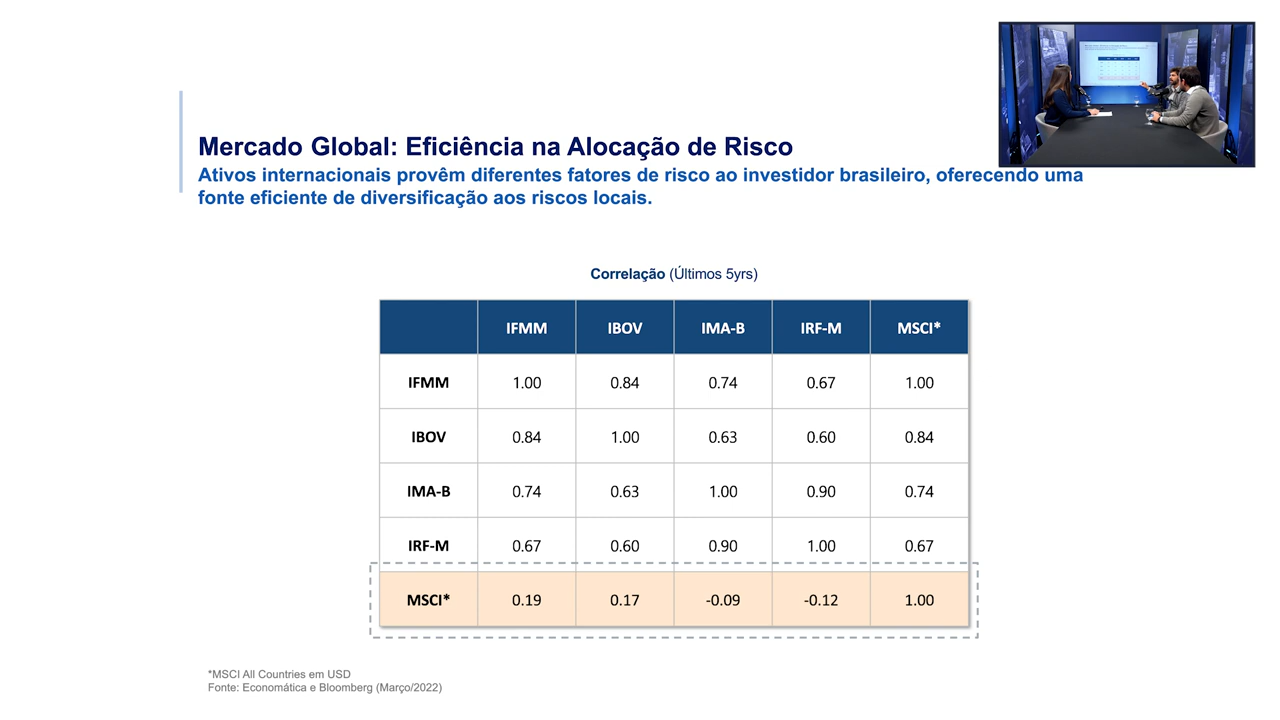 Mercado Global: Eficiência na Alocação de Risco
Ativos internacionais provêm diferentes fatores de risco ao investidor brasileiro, oferecendo uma
fonte eficiente de diversificação aos riscos locais.
Correlação (Últimos 5yrs)
IFMM IBOV IMA-B IRF-M MSCI*
IFMM 1.00 0.84 0.74 0.67 1.00
IBOV 0.84 1.00 0.63 0.60 0.84
IMA-B 0.74 0.63 1.00 0.90 0.74
IRF-M 0.67 0.60 0.90 1.00 0.67
MSCI* 0.19 0.17 -0.09 -0.12 1.00
*MSCI All Countries em USD
Fonte: Economática e Bloomberg (Março/2022)